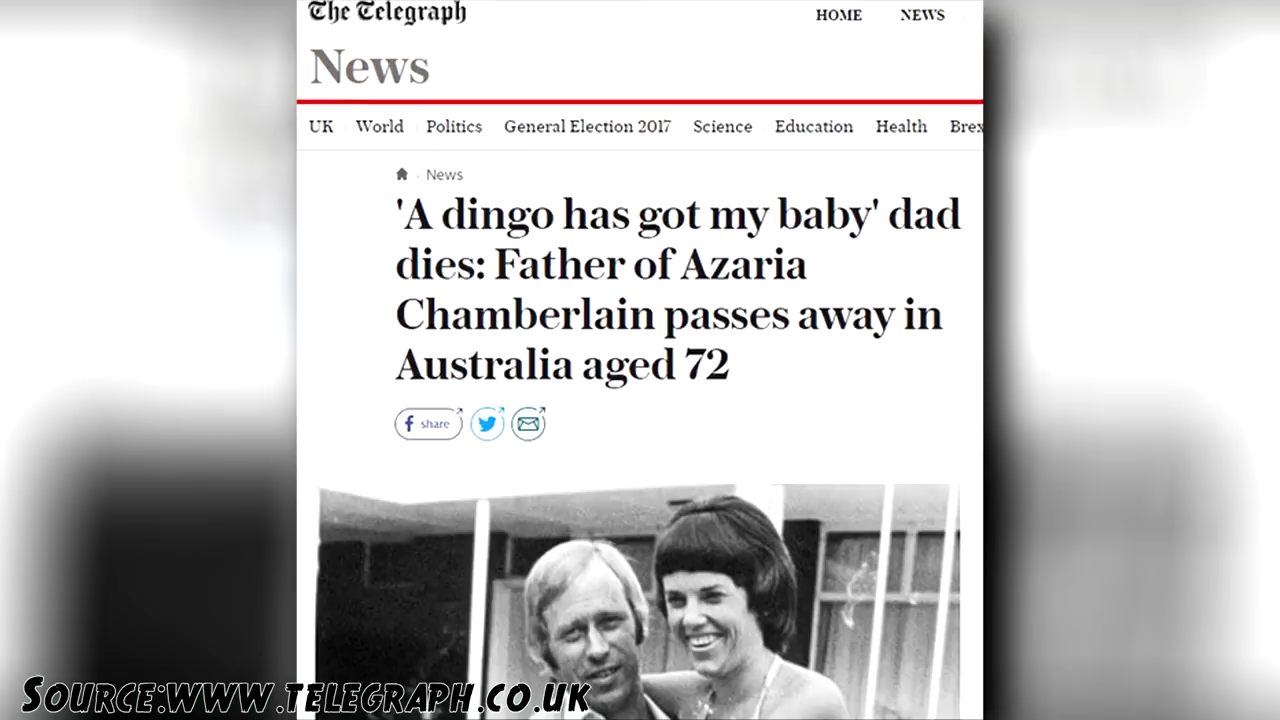 The Telegraph
HOME NEWS
News
UK World Politics General Election 2017 Science Education Health Brex
News
'A dingo has got my baby' dad
dies: Father of Azaria
Chamberlain passes away in
Australia aged 72
share
SOURCE:WWW.TELEGRAPH.CO.UK